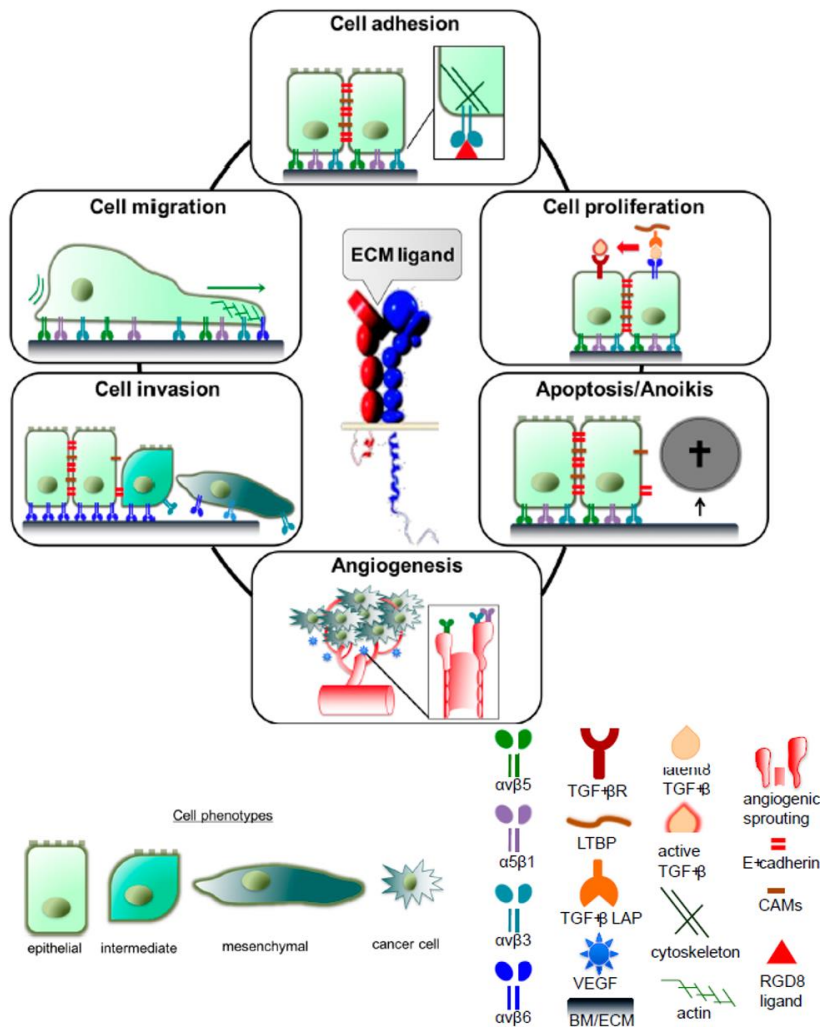 Cell adhesion
Cell migration
Cell proliferation
ECM ligand
Cell invasion
Apoptosis/Anoikis
Angiogenesis
Cell phenotypes
epithelial
intermediate
mesenchymal
cancer cell
αvβ5
α5β1
αvβ3
αvβ6
TGF+βR
LTBP
TGF+β LAP
VEGF
BM/ECM
latent8
TGF+β
active
TGF+β
cytoskeleton
actin
angiogenic
sprouting
E+cadherin
CAMs
RGD8
ligand